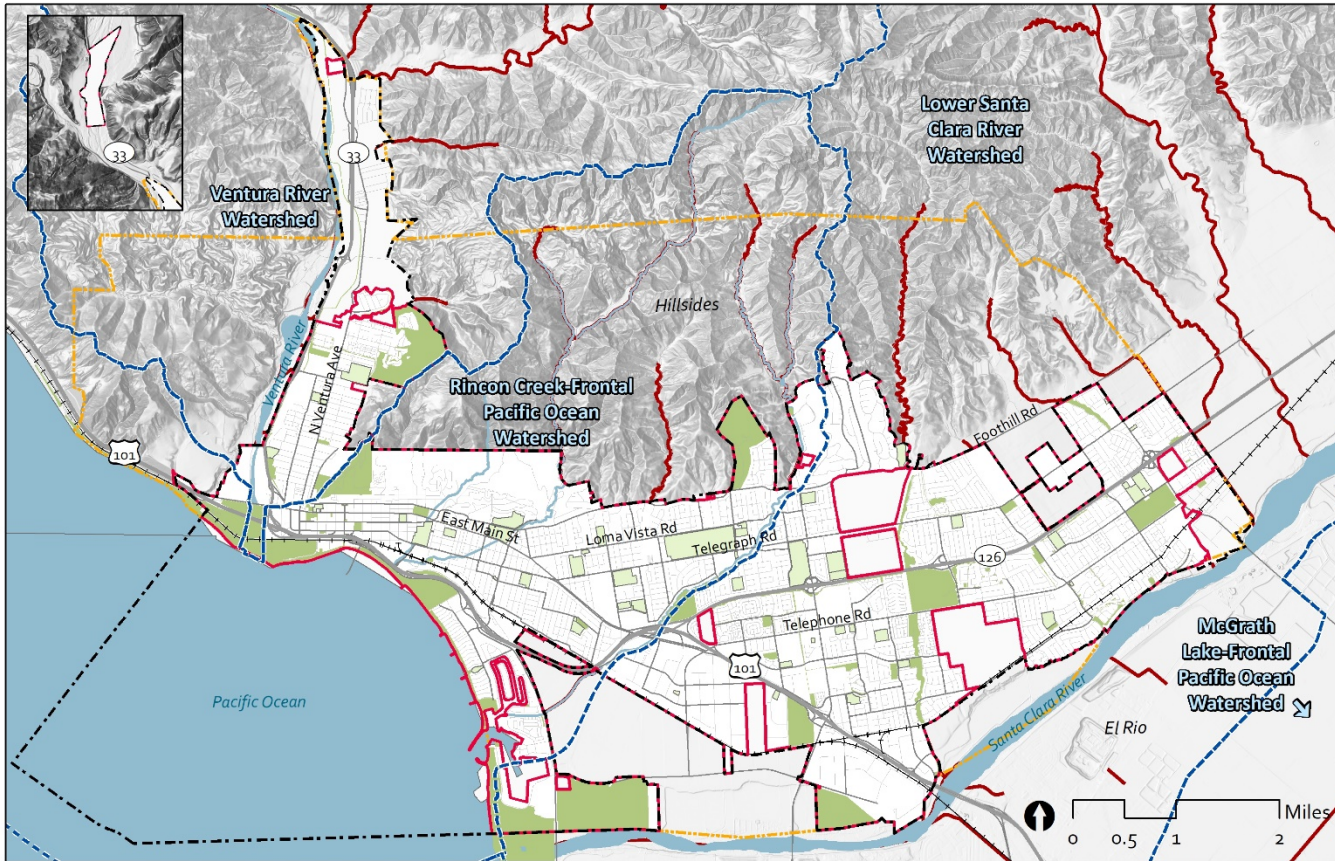 33
33
Ventura River
Watershed
Lower Santa
Clara River
Watershed
Hillsides
Ventura River
N Ventura Ave
Rincon Creek-Frontal
Pacific Ocean
Watershed
Foothill Rd
101
East Main St
Loma Vista Rd
Telegraph Rd
126
Telephone Rd
101
McGrath
Lake-Frontal
Pacific Ocean
Watershed
Pacific Ocean
Santa Clara River
El Rio
Miles
0 0.5 1 2